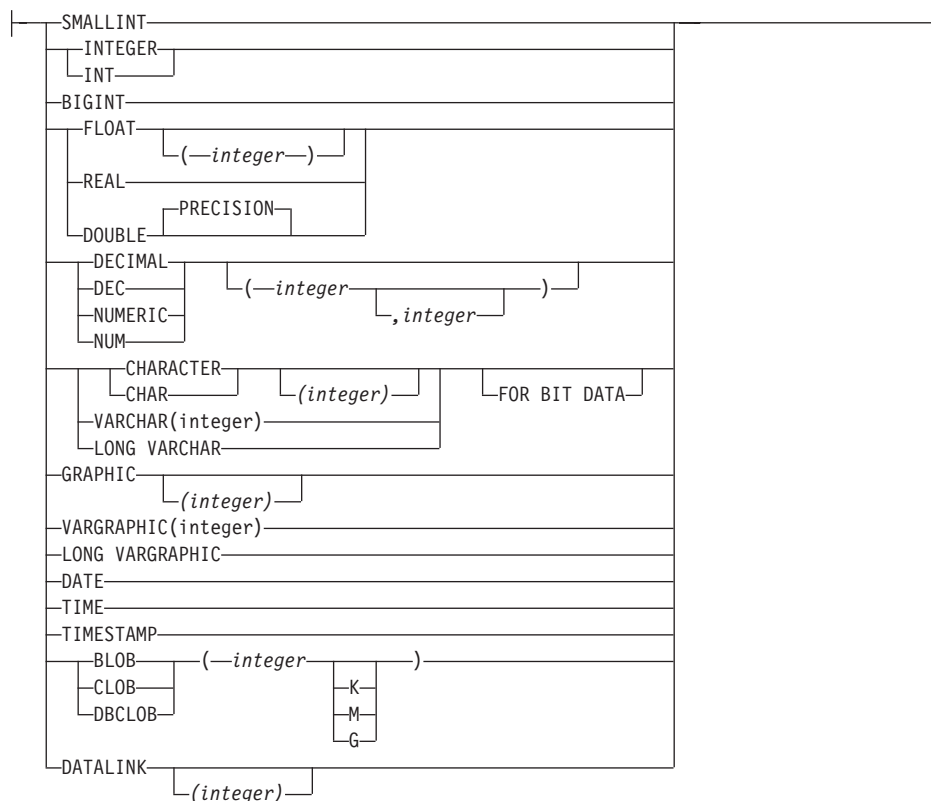 SMALLINT
INTEGER
INT
BIGINT
FLOAT
( integer )
REAL
PRECISION
DOUBLE
DECIMAL
DEC
( integer )
NUMERIC
,integer
NUM
CHARACTER
CHAR
(integer)
FOR BIT DATA
VARCHAR(integer)
LONG VARCHAR
GRAPHIC
(integer)
VARGRAPHIC(integer)
LONG VARGRAPHIC
DATE
TIME
TIMESTAMP
BLOB ( integer )
CLOB K
DBCLOB M
G
DATALINK
(integer)